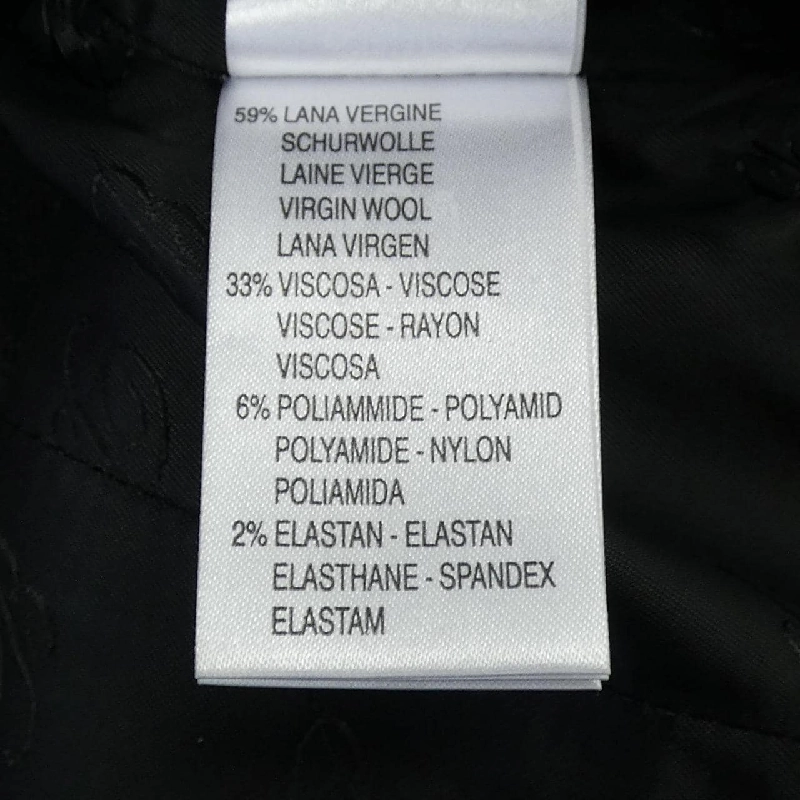 59% LANA VERGINE
SCHURWOLLE
LAINE VIERGE
VIRGIN WOOL
LANA VIRGEN
33% VISCOSA - VISCOSE
VISCOSE - RAYON
VISCOSA
6% POLIAMMIDE - POLYAMID
POLYAMIDE - NYLON
POLIAMIDA
2% ELASTAN - ELASTAN
ELASTHANE - SPANDEX
ELASTAM